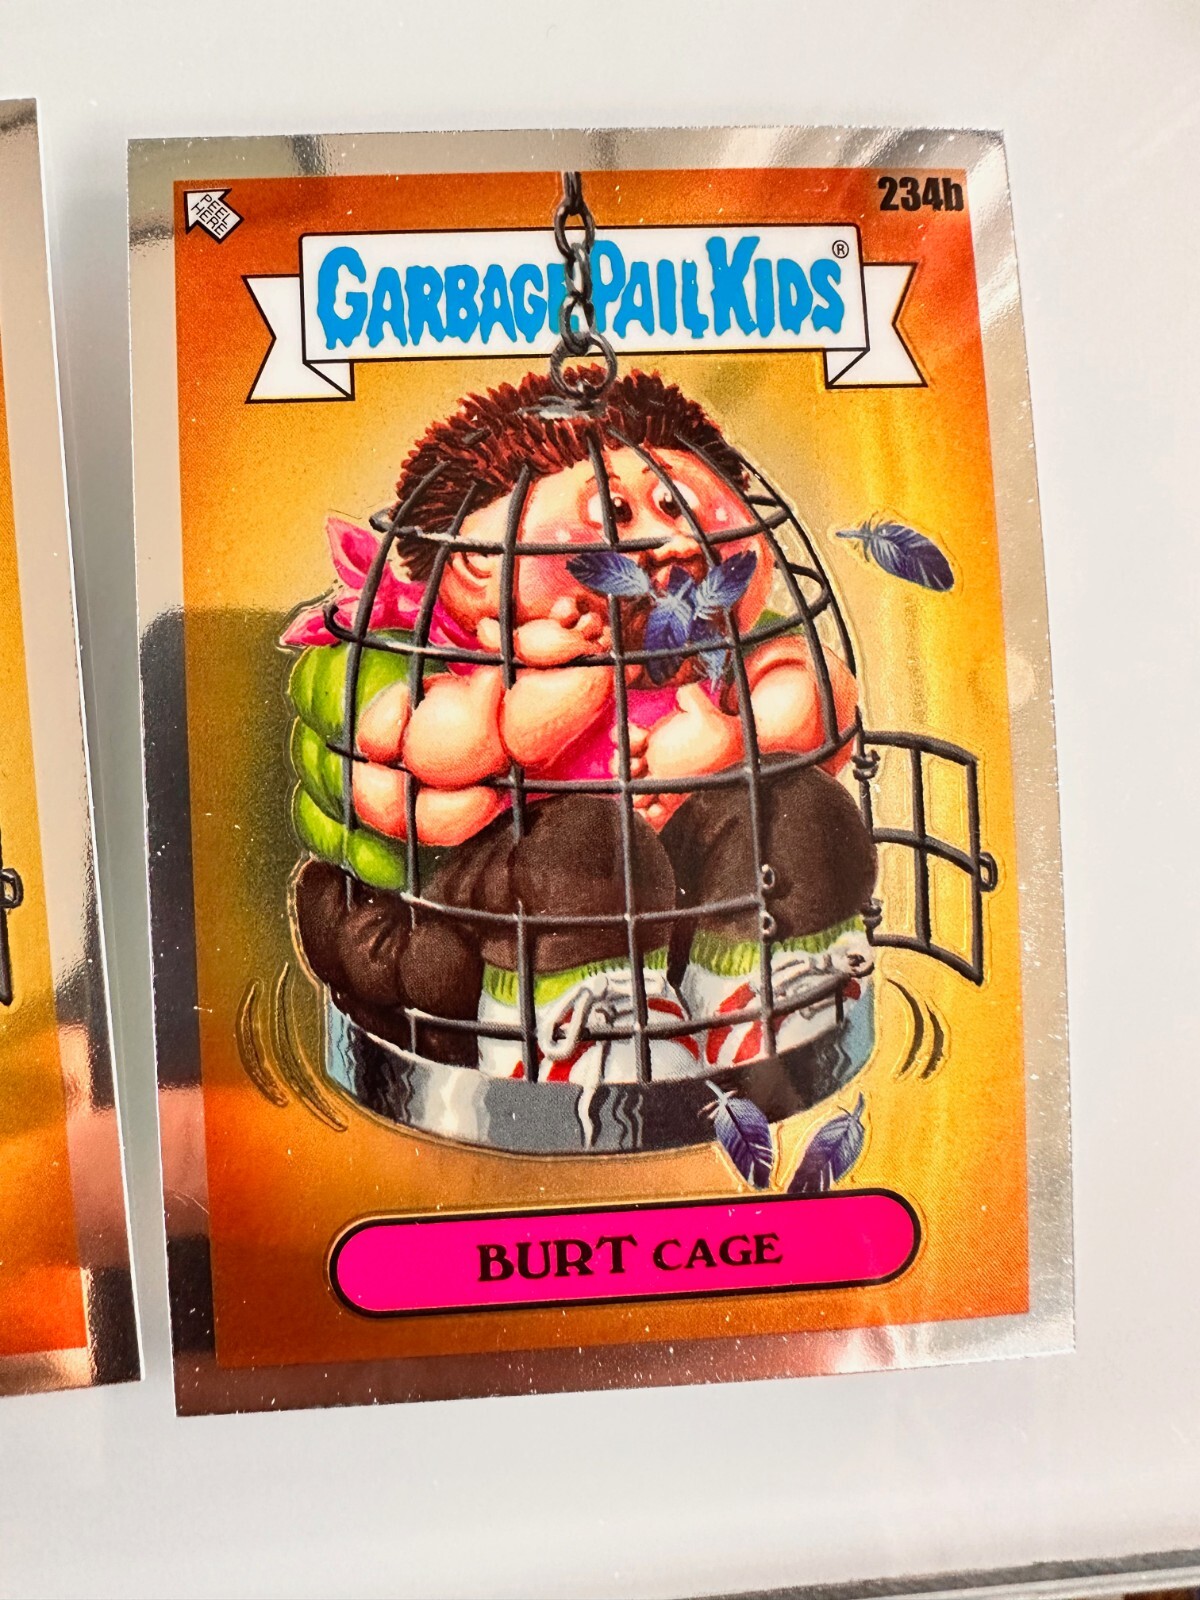 PEEL
HERE
234b
GARBAGE PAIL KIDS®
BURT CAGE